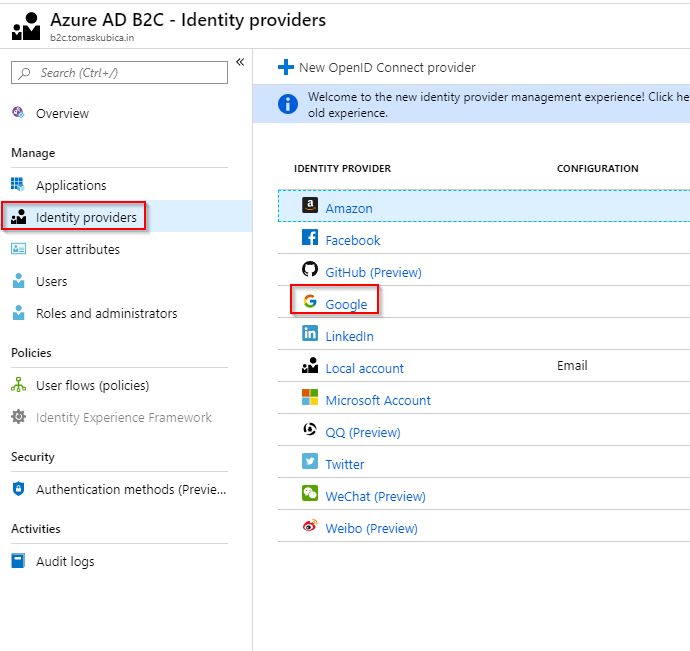 Azure AD B2C - Identity providers
b2c.tomaskubica.in
Search (Ctrl+/)
«
Overview
Manage
Applications
Identity providers
User attributes
Users
Roles and administrators
Policies
User flows (policies)
Identity Experience Framework
Security
Authentication methods (Previe...
Activities
Audit logs
New OpenID Connect provider
Welcome to the new identity provider management experience! Click he
old experience.
IDENTITY PROVIDER CONFIGURATION
Amazon
Facebook
GitHub (Preview)
Google
LinkedIn
Local account Email
Microsoft Account
QQ (Preview)
Twitter
WeChat (Preview)
Weibo (Preview)